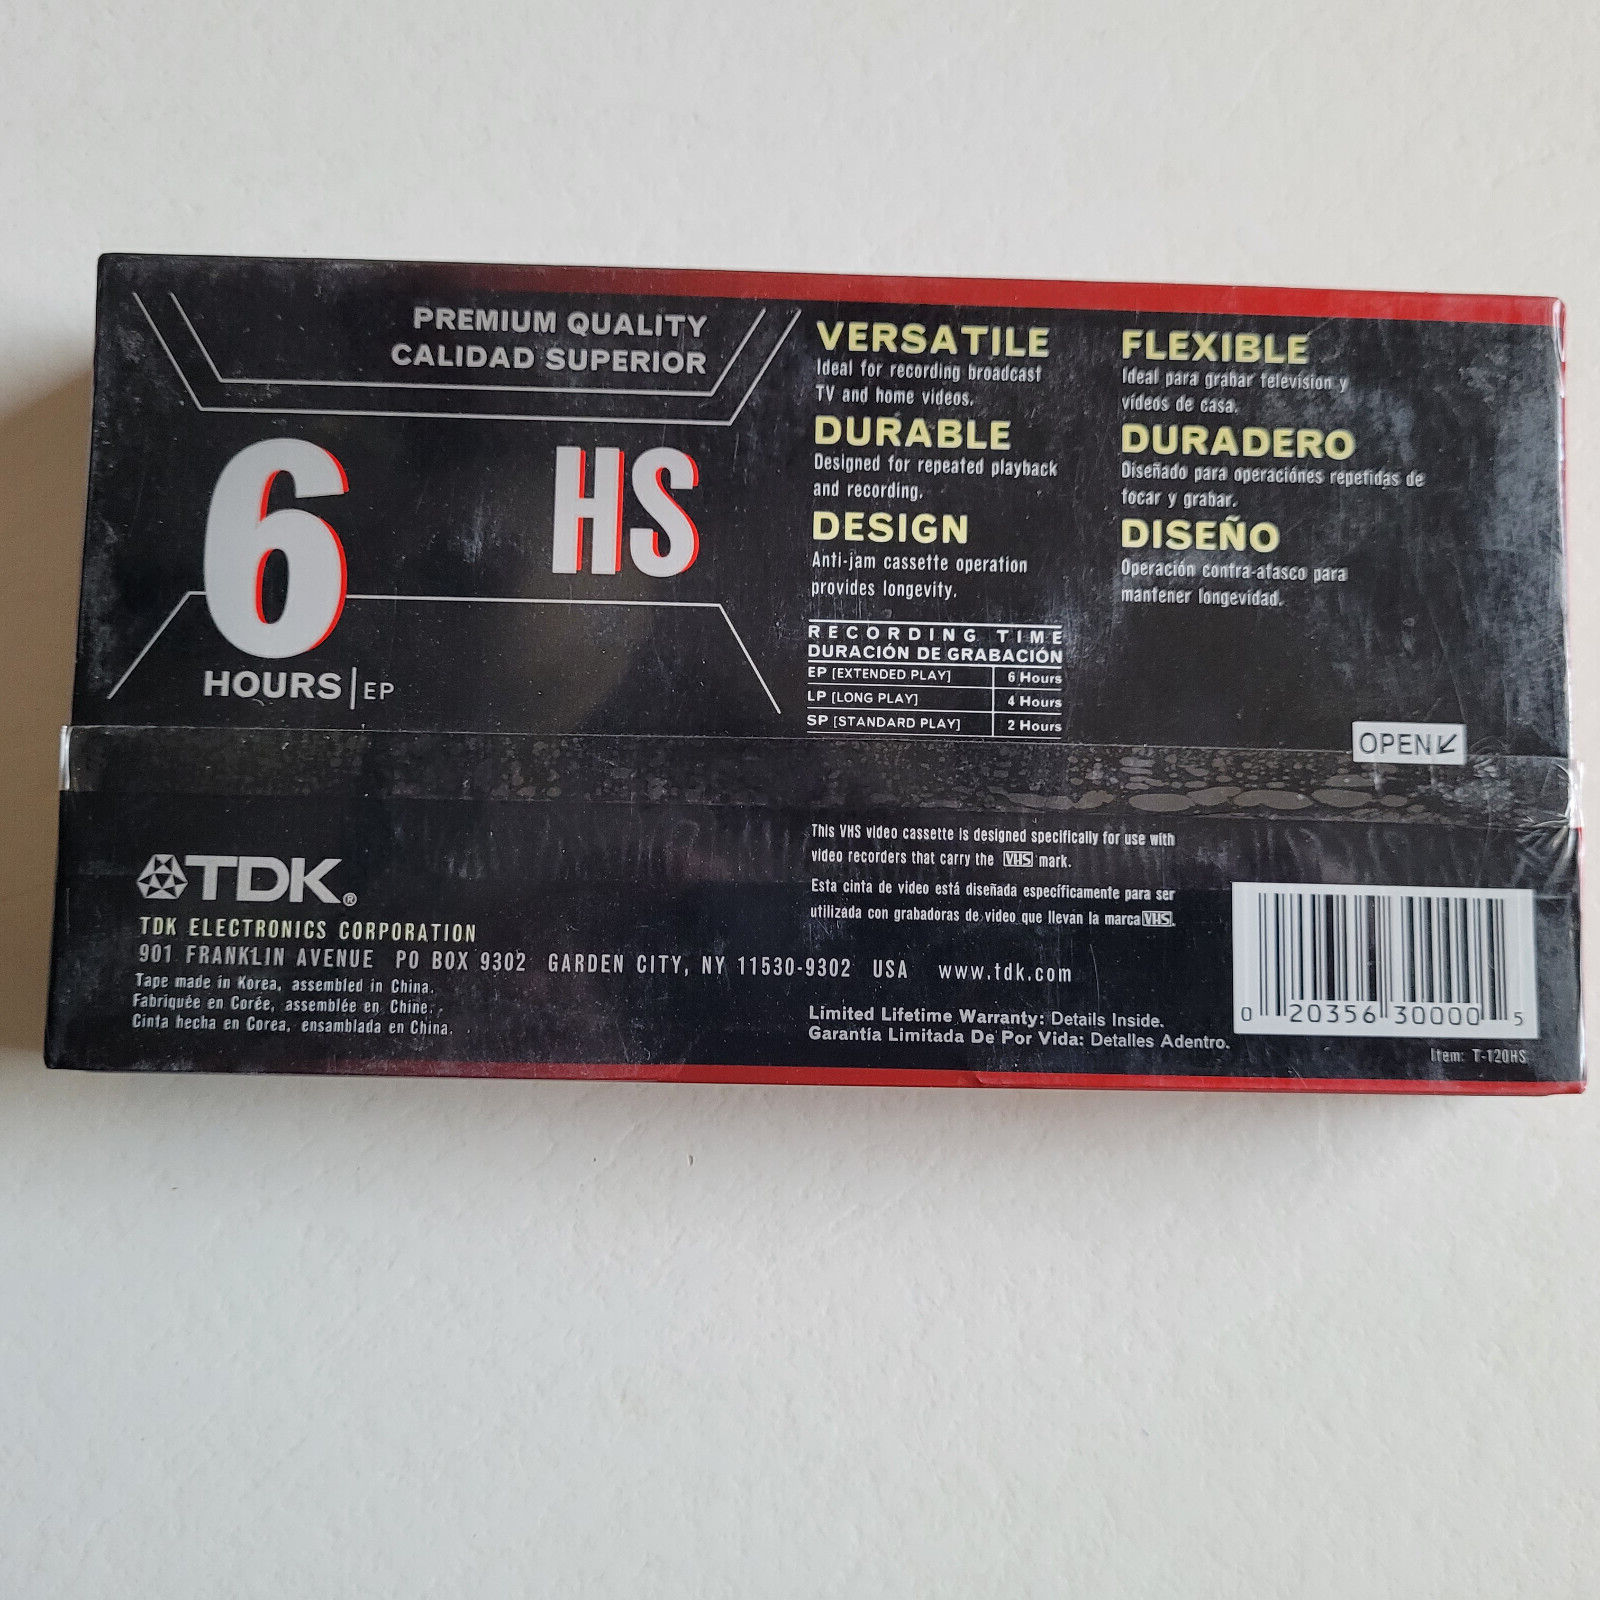 PREMIUM QUALITY
CALIDAD SUPERIOR
6
HS
HOURS | EP
VERSATILE
Ideal for recording broadcast
TV and home videos.
DURABLE
Designed for repeated playback
and recording.
DESIGN
Anti-jam cassette operation
provides longevity.
FLEXIBLE
Ideal para grabar television y
vídeos de casa.
DURADERO
Diseñado para operaciónes repetidas de
tocar y grabar.
DISEÑO
Operación contra-atasco para
mantener longevidad.
RECORDING TIME
DURACIÓN DE GRABACIÓN
EP [EXTENDED PLAY] 6 Hours
LP [LONG PLAY] 4 Hours
SP [STANDARD PLAY] 2 Hours
OPEN↙
This VHS video cassette is designed specifically for use with
video recorders that carry the VHS mark.
Esta cinta de video está diseñada específicamente para ser
utilizada con grabadoras de video que llevan la marca VHS.
TDK®
TDK ELECTRONICS CORPORATION
901 FRANKLIN AVENUE PO BOX 9302 GARDEN CITY, NY 11530-9302 USA www.tdk.com
Tape made in Korea, assembled in China.
Fabriquée en Corée, assemblée en Chine.
Cinta hecha en Corea, ensamblada en China.
Limited Lifetime Warranty: Details Inside.
Garantía Limitada De Por Vida: Detalles Adentro.
0 20356 30000 5
Item: T-120HS